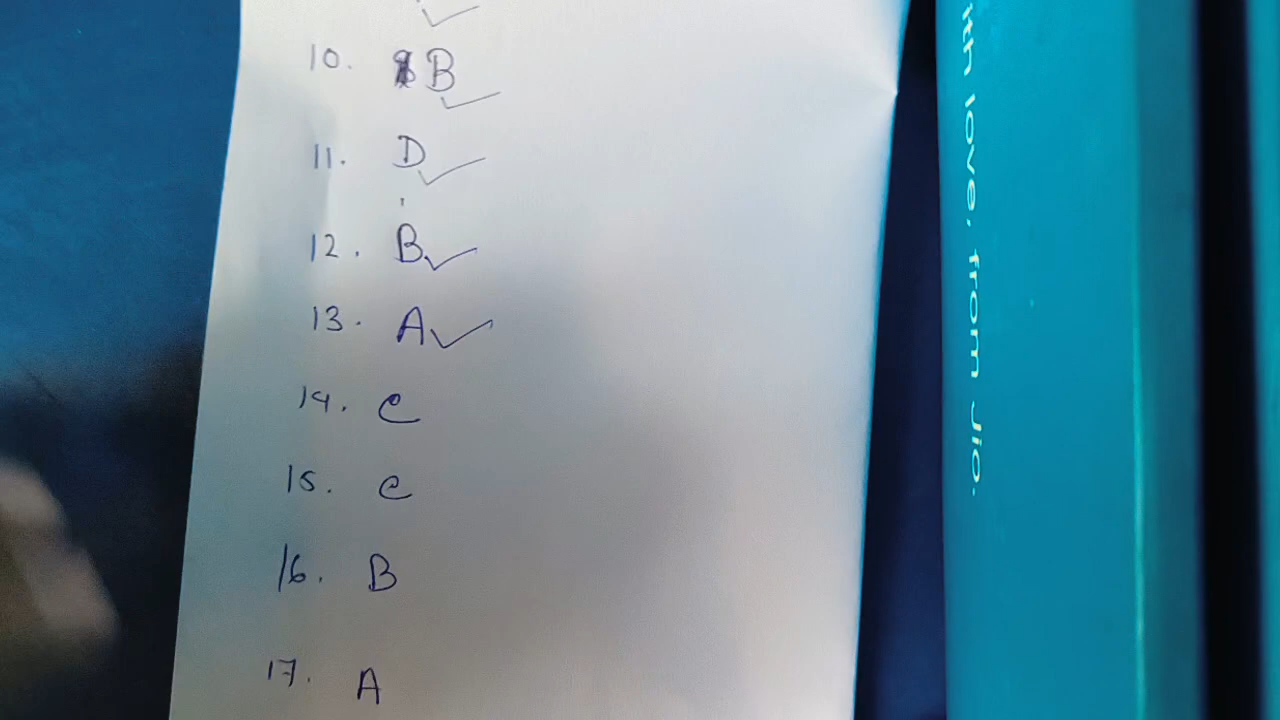 10. B
11. D
12. B
13. A
14. C
15. C
16. B
17. A
ith love, from Jio.